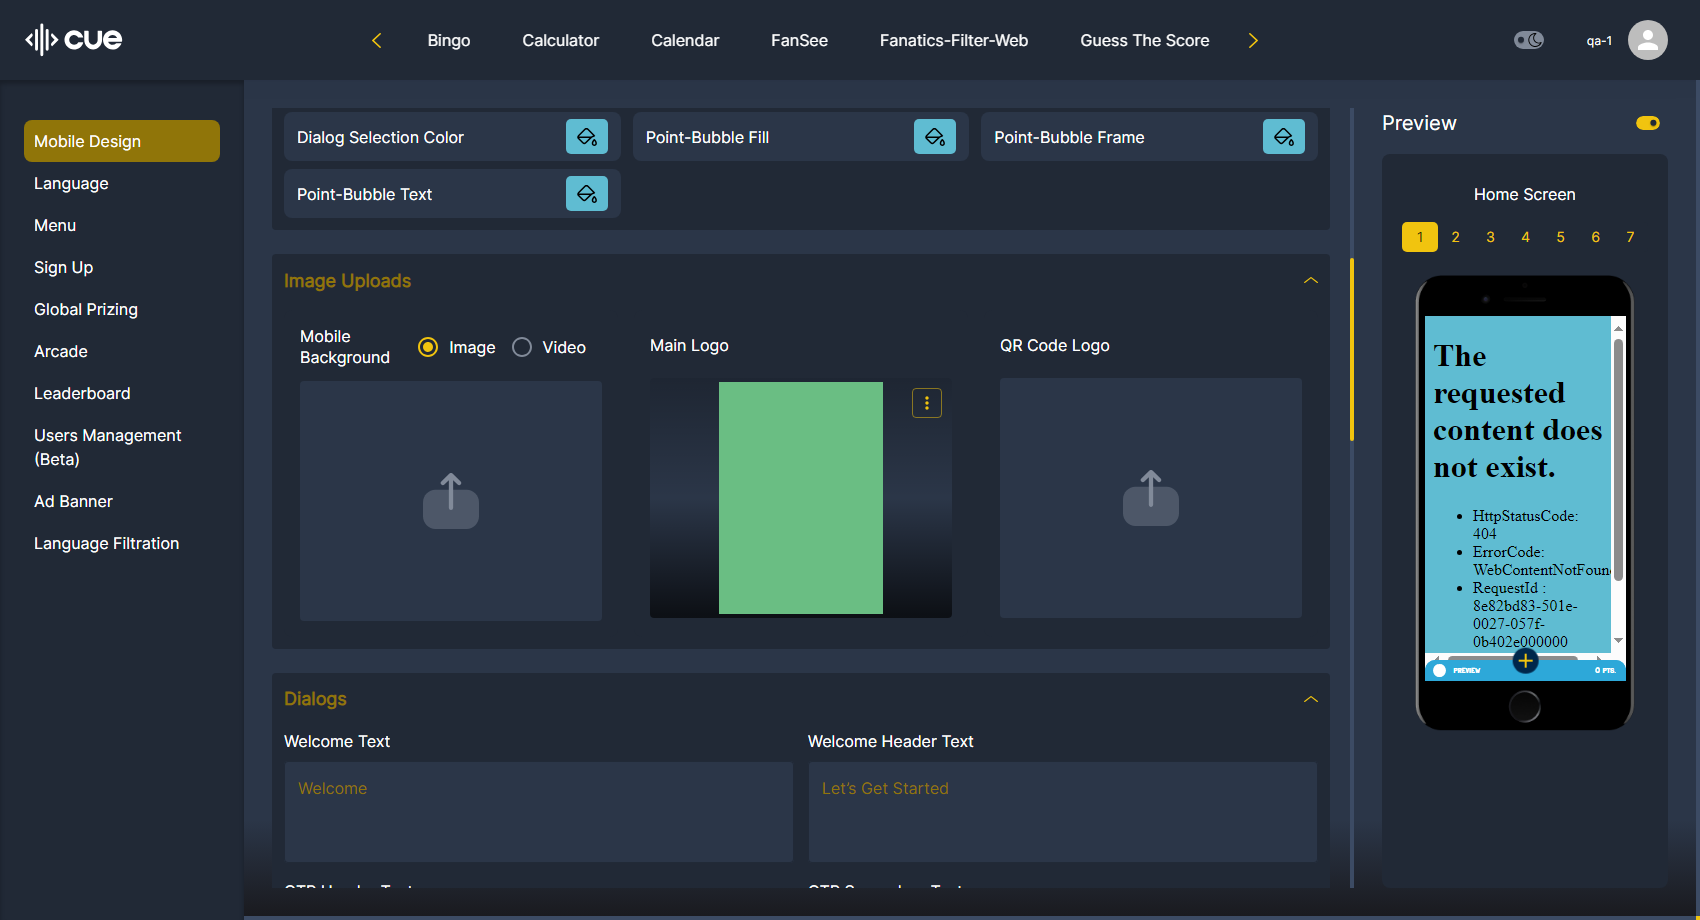 cue
Bingo
Calculator
Calendar
FanSee
Fanatics-Filter-Web
Guess The Score
qa-1
Mobile Design
Language
Menu
Sign Up
Global Prizing
Arcade
Leaderboard
Users Management
(Beta)
Ad Banner
Language Filtration
Dialog Selection Color
Point-Bubble Fill
Point-Bubble Frame
Point-Bubble Text
Image Uploads
Mobile
Background
Image
Video
Main Logo
QR Code Logo
Dialogs
Welcome Text
Welcome Header Text
Welcome
Let's Get Started
Preview
Home Screen
1 2 3 4 5 6 7
The
requested
content does
not exist.
HttpStatusCode:
404
ErrorCode:
WebContentNotFoun
RequestId :
8e82bd83-501e-
0027-057f-
0b402e000000
PREVIEW
0 PTS.